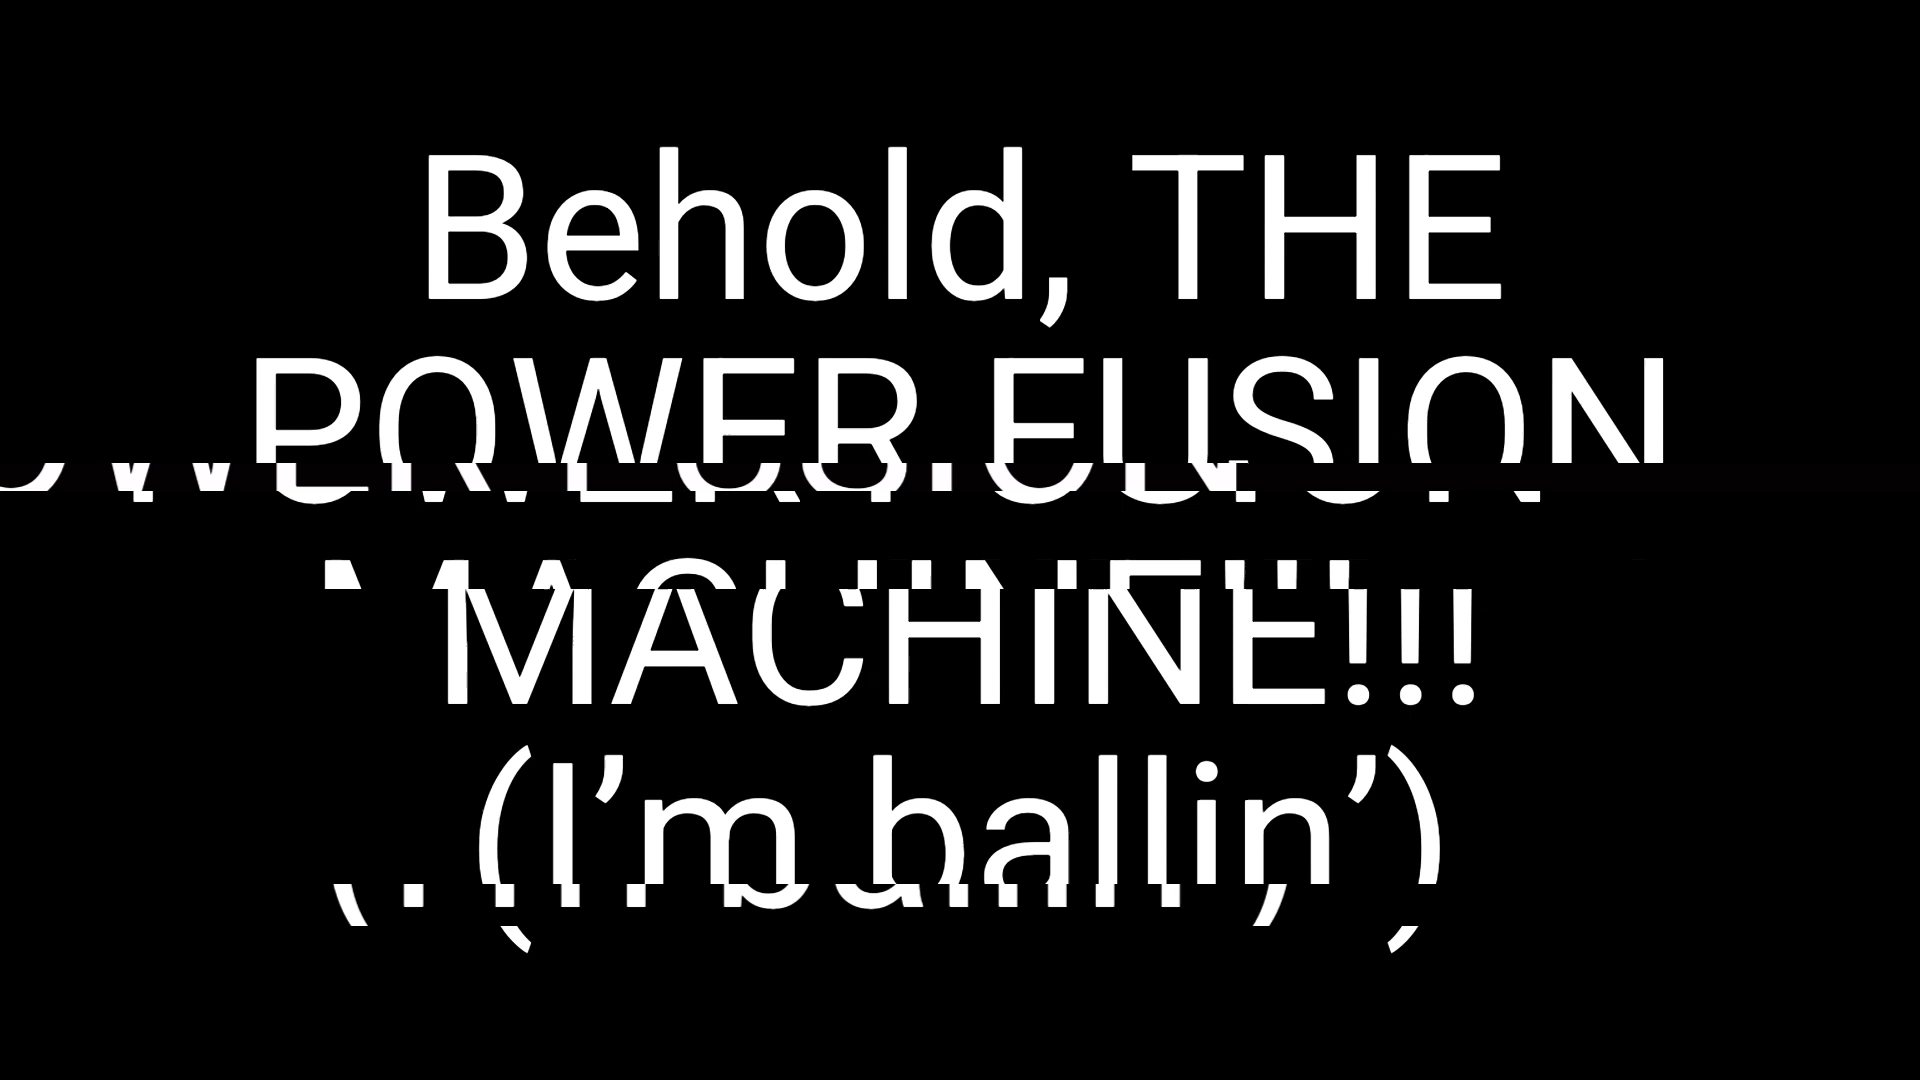 Behold, THE
POWER FUSION
MACHINE!!!
(I’m ballin’)